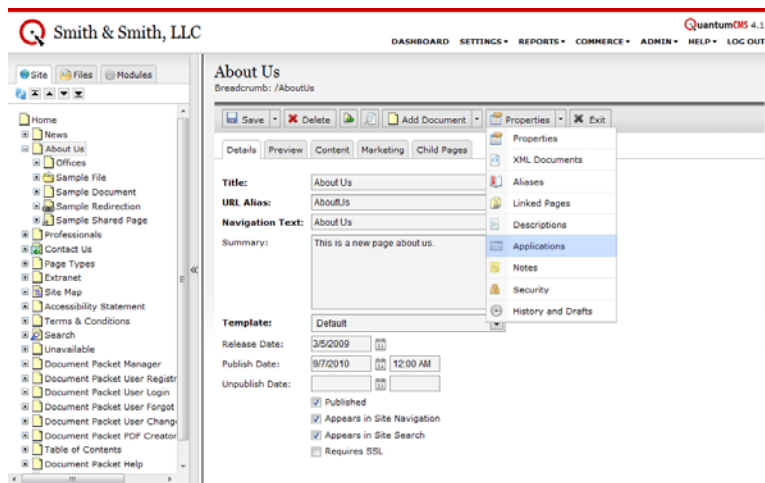 Smith & Smith, LLC
QuantumCMS 4.1
DASHBOARD SETTINGS REPORTS COMMERCE ADMIN HELP LOG OUT
Site Files Modules
Home
News
About Us
Offices
Sample File
Sample Document
Sample Redirection
Sample Shared Page
Professionals
Contact Us
Page Types
Extranet
Site Map
Accessibility Statement
Terms & Conditions
Search
Unavailable
Document Packet Manager
Document Packet User Registr
Document Packet User Login
Document Packet User Forgot
Document Packet User Chang
Document Packet PDF Creator
Table of Contents
Document Packet Help
About Us
Breadcrumb: /AboutUs
Save Delete Add Document Properties Exit
Details Preview Content Marketing Child Pages
Properties
XML Documents
Aliases
Linked Pages
Descriptions
Applications
Notes
Security
History and Drafts
Title: About Us
URL Alias: AboutUs
Navigation Text: About Us
Summary: This is a new page about us.
Template: Default
Release Date: 3/5/2009
Publish Date: 9/7/2010 12:00 AM
Unpublish Date:
Published
Appears in Site Navigation
Appears in Site Search
Requires SSL